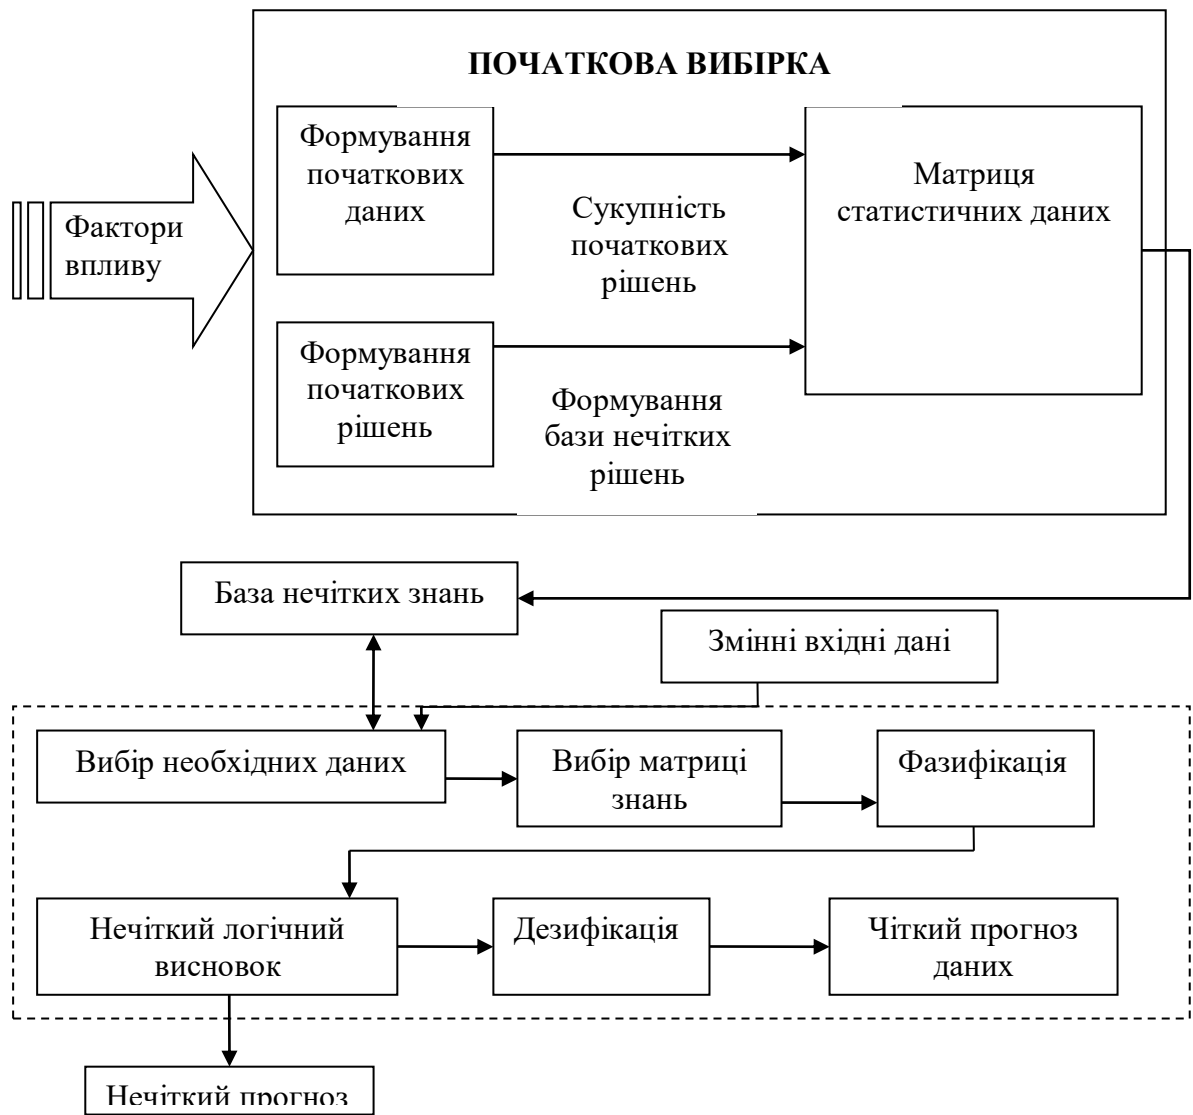 ПОЧАТКОВА ВИБІРКА
Фактори
впливу
Формування
початкових
даних
Сукупність
початкових
рішень
Матриця
статистичних даних
Формування
початкових
рішень
Формування
бази нечітких
рішень
База нечітких знань
Змінні вхідні дані
Вибір необхідних даних
Вибір матриці
знань
Фазифікація
Нечіткий логічний
висновок
Дезифікація
Чіткий прогноз
даних
Нечіткий прогноз